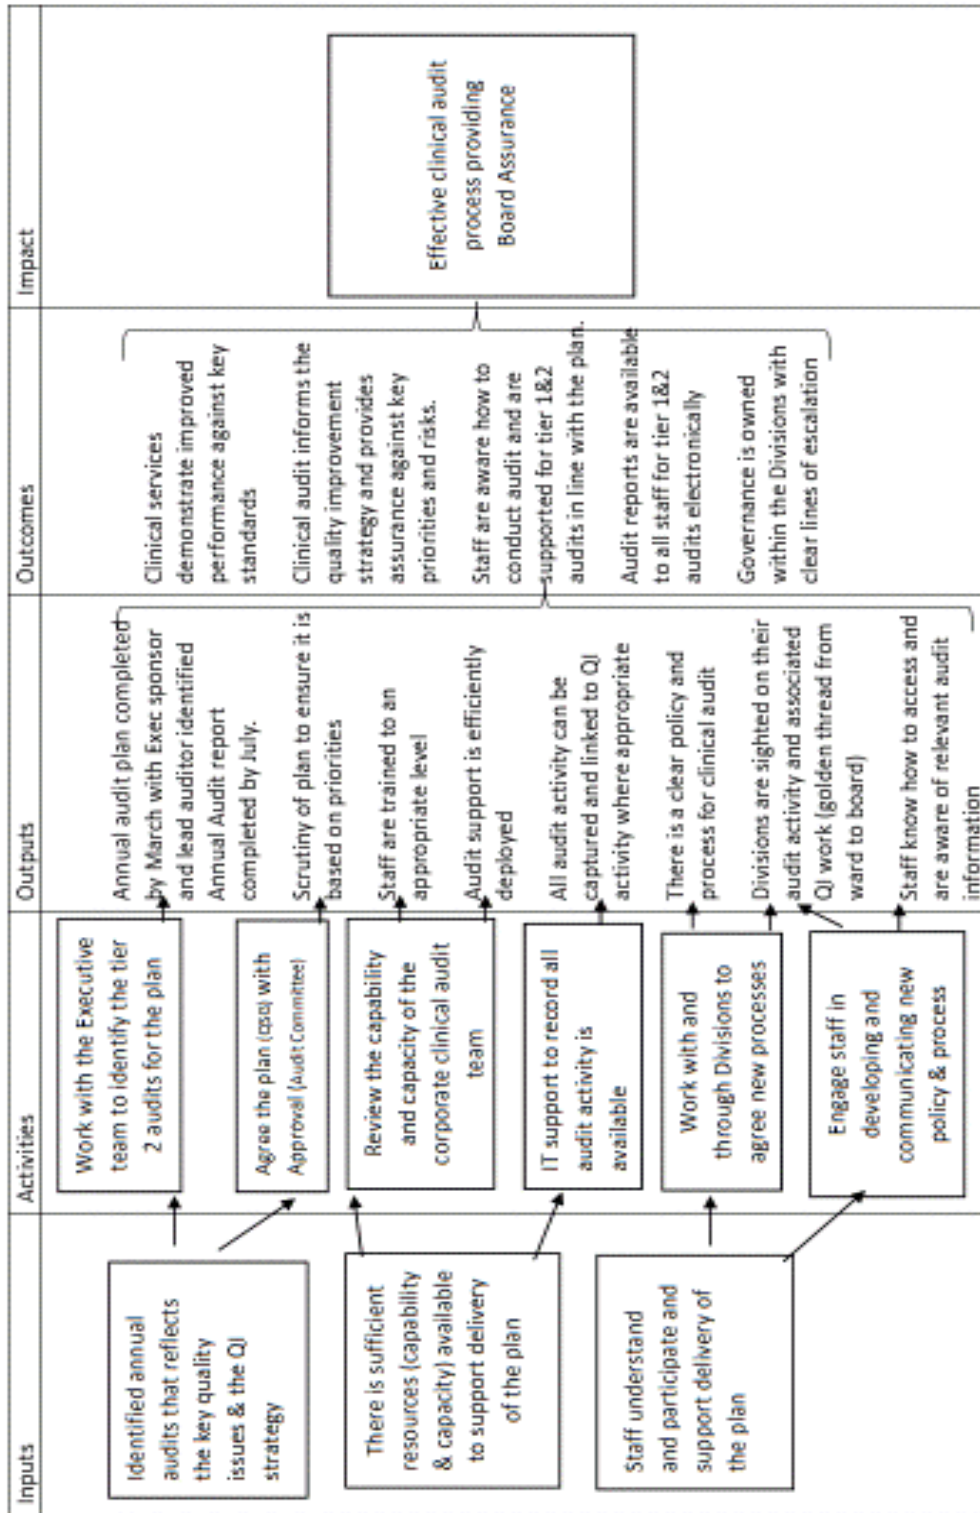 Inputs
Identified annual
audits that reflects
the key quality
issues & the QI
strategy
There is sufficient
resources (capability
& capacity) available
to support delivery
of the plan
Staff understand
and participate and
support delivery of
the plan
Activities
Work with the Executive
team to identify the tier
2 audits for the plan
Agree the plan (cpsl) with
Approval (Audit Committee)
Review the capability
and capacity of the
corporate clinical audit
team
IT support to record all
audit activity is
available
Work with and
through Divisions to
agree new processes
Engage staff in
developing and
communicating new
policy & process
Outputs
Annual audit plan completed
by March with Exec sponsor
and lead auditor identified
Annual Audit report
completed by July.
Scrutiny of plan to ensure it is
based on priorities
Staff are trained to an
appropriate level
Audit support is efficiently
deployed
All audit activity can be
captured and linked to QI
activity where appropriate
There is a clear policy and
process for clinical audit
Divisions are sighted on their
audit activity and associated
QI work (golden thread from
ward to board)
Staff know how to access and
are aware of relevant audit
information
Outcomes
Clinical services
demonstrate improved
performance against key
standards
Clinical audit informs the
quality improvement
strategy and provides
assurance against key
priorities and risks.
Staff are aware how to
conduct audit and are
supported for tier 1&2
audits in line with the plan.
Audit reports are available
to all staff for tier 1&2
audits electronically
Governance is owned
within the Divisions with
clear lines of escalation
Impact
Effective clinical audit
process providing
Board Assurance